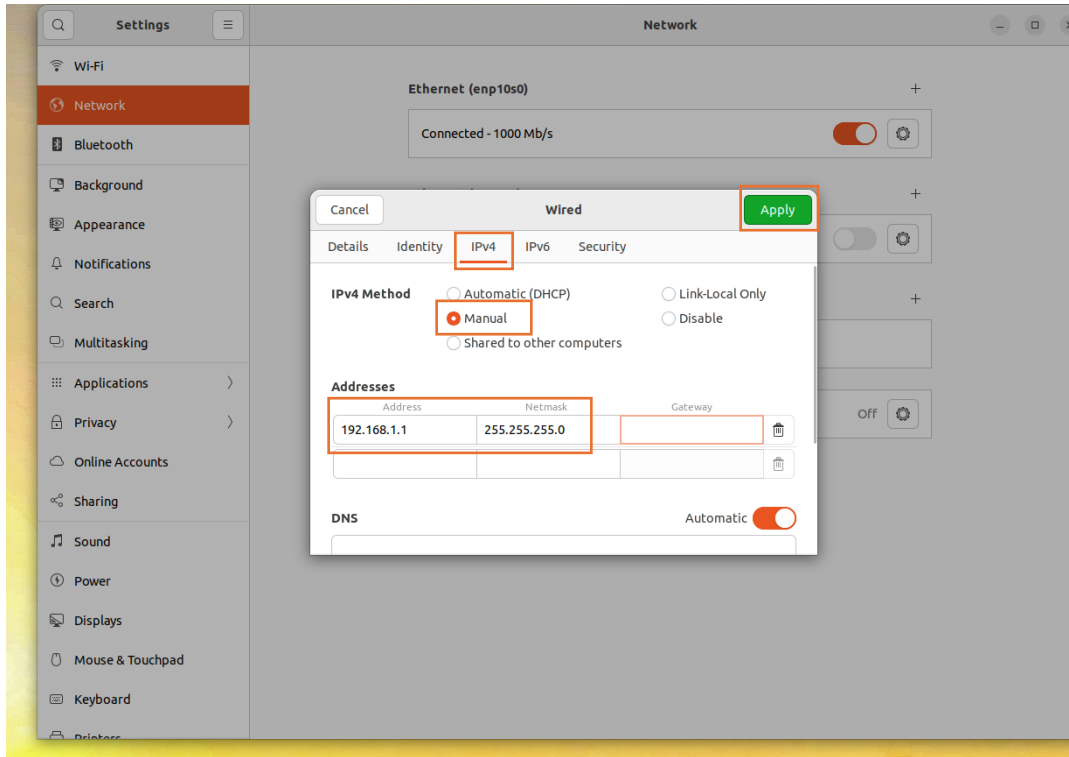 Settings
Network
Wi-Fi
Network
Bluetooth
Background
Appearance
Notifications
Search
Multitasking
Applications
Privacy
Online Accounts
Sharing
Sound
Power
Displays
Mouse & Touchpad
Keyboard
Printers
Ethernet (enp10s0)
Connected - 1000 Mb/s
Off
Cancel
Wired
Apply
Details Identity IPv4 IPv6 Security
IPv4 Method
Automatic (DHCP) Link-Local Only
Manual Disable
Shared to other computers
Addresses
Address Netmask Gateway
192.168.1.1 255.255.255.0
DNS Automatic